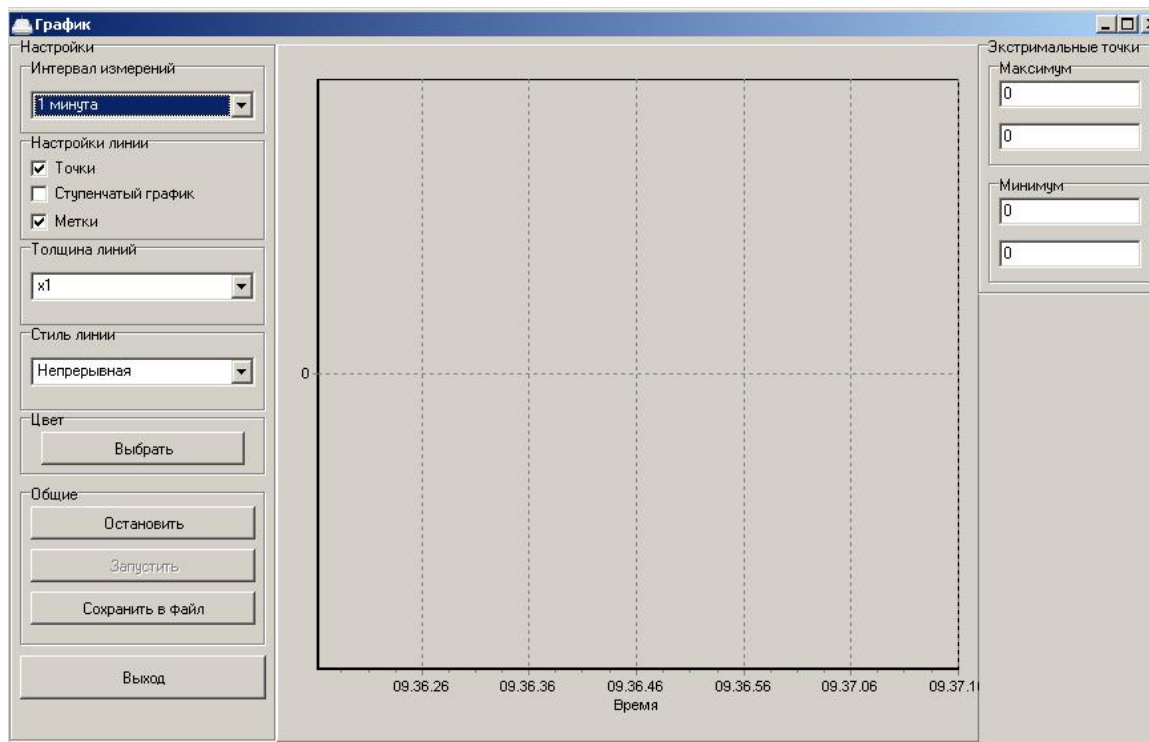 График
Настройки
Интервал измерений
1 минута
Настройки линии
Точки
Ступенчатый график
Метки
Толщина линий
x1
Стиль линии
Непрерывная
Цвет
Выбрать
Общие
Остановить
Запустить
Сохранить в файл
Выход
0
09.36.26 09.36.36 09.36.46 09.36.56 09.37.06
Время
Экстримальные точки
Максимум
0
0
Минимум
0
0